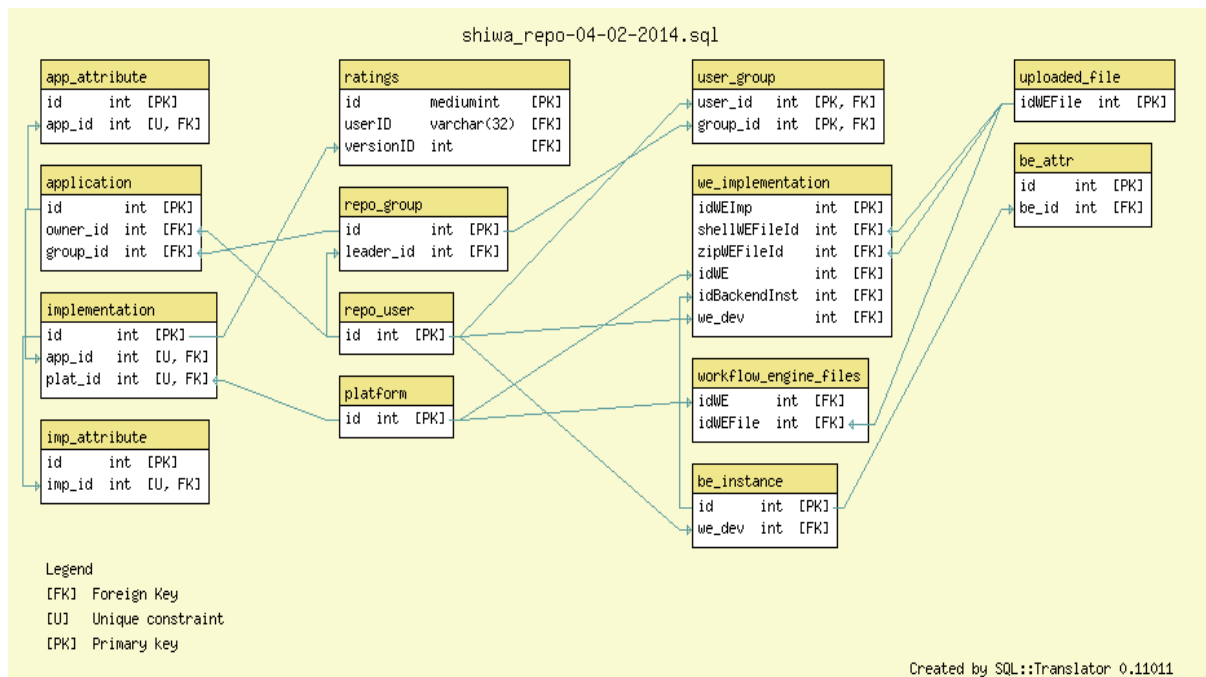 shiwa_repo-04-02-2014.sql
app_attribute
id int [PK]
app_id int [U, FK]
application
id int [PK]
owner_id int [FK]
group_id int [FK]
implementation
id int [PK]
app_id int [U, FK]
plat_id int [U, FK]
imp_attribute
id int [PK]
imp_id int [U, FK]
ratings
id mediumint [PK]
userID varchar(32) [FK]
versionID int [FK]
repo_group
id int [PK]
leader_id int [FK]
repo_user
id int [PK]
platform
id int [PK]
user_group
user_id int [PK, FK]
group_id int [PK, FK]
we_implementation
idWEImp int [PK]
shellWEFileId int [FK]
zipWEFileId int [FK]
idWE int [FK]
idBackendInst int [FK]
we_dev int [FK]
workflow_engine_files
idWE int [FK]
idWEFile int [FK]
be_instance
id int [PK]
we_dev int [FK]
uploaded_file
idWEFile int [PK]
be_attr
id int [PK]
be_id int [FK]
Legend
[FK] Foreign Key
[U] Unique constraint
[PK] Primary key
Created by SQL::Translator 0.11011